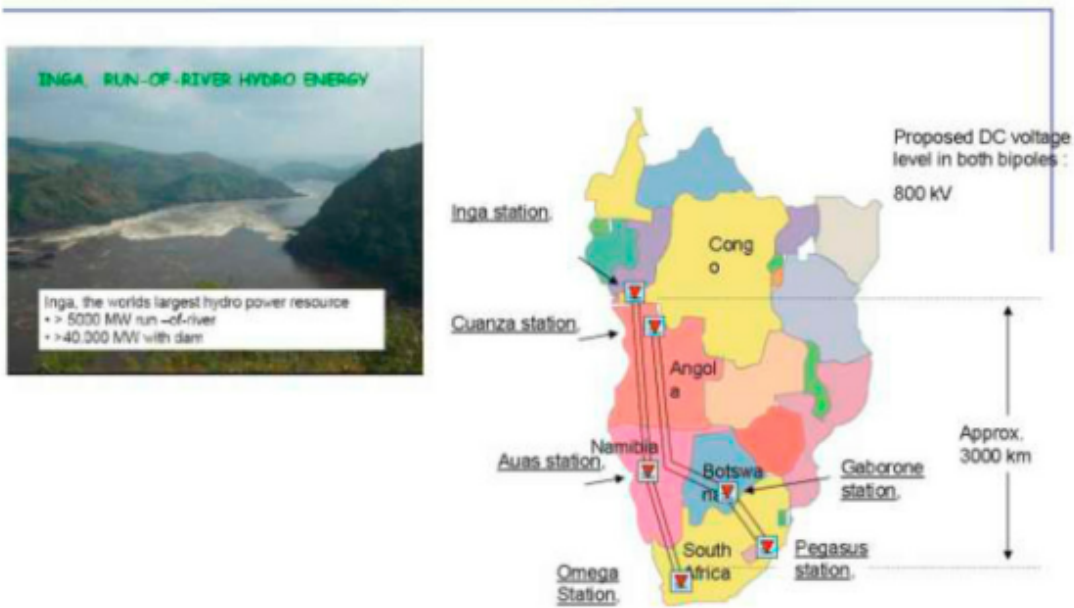 INGA, RUN-OF-RIVER HYDRO ENERGY
Inga, the worlds largest hydro power resource
• > 5000 MW run –of-river
• >40.000 MW with dam
Proposed DC voltage
level in both bipoles :
800 kV
Inga station,
Cong
o
Cuanza station,
Angol
a
Approx.
3000 km
Namibia
Auas station,
Botswa
na
Gaborone
station,
South
Africa
Pegasus
station,
Omega
Station,